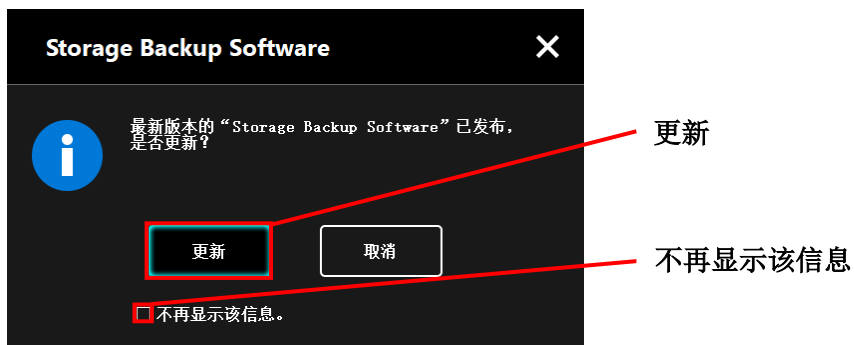 Storage Backup Software
最新版本的“Storage Backup Software”已发布，
是否更新？
更新
更新
取消
不再显示该信息
不再显示该信息。